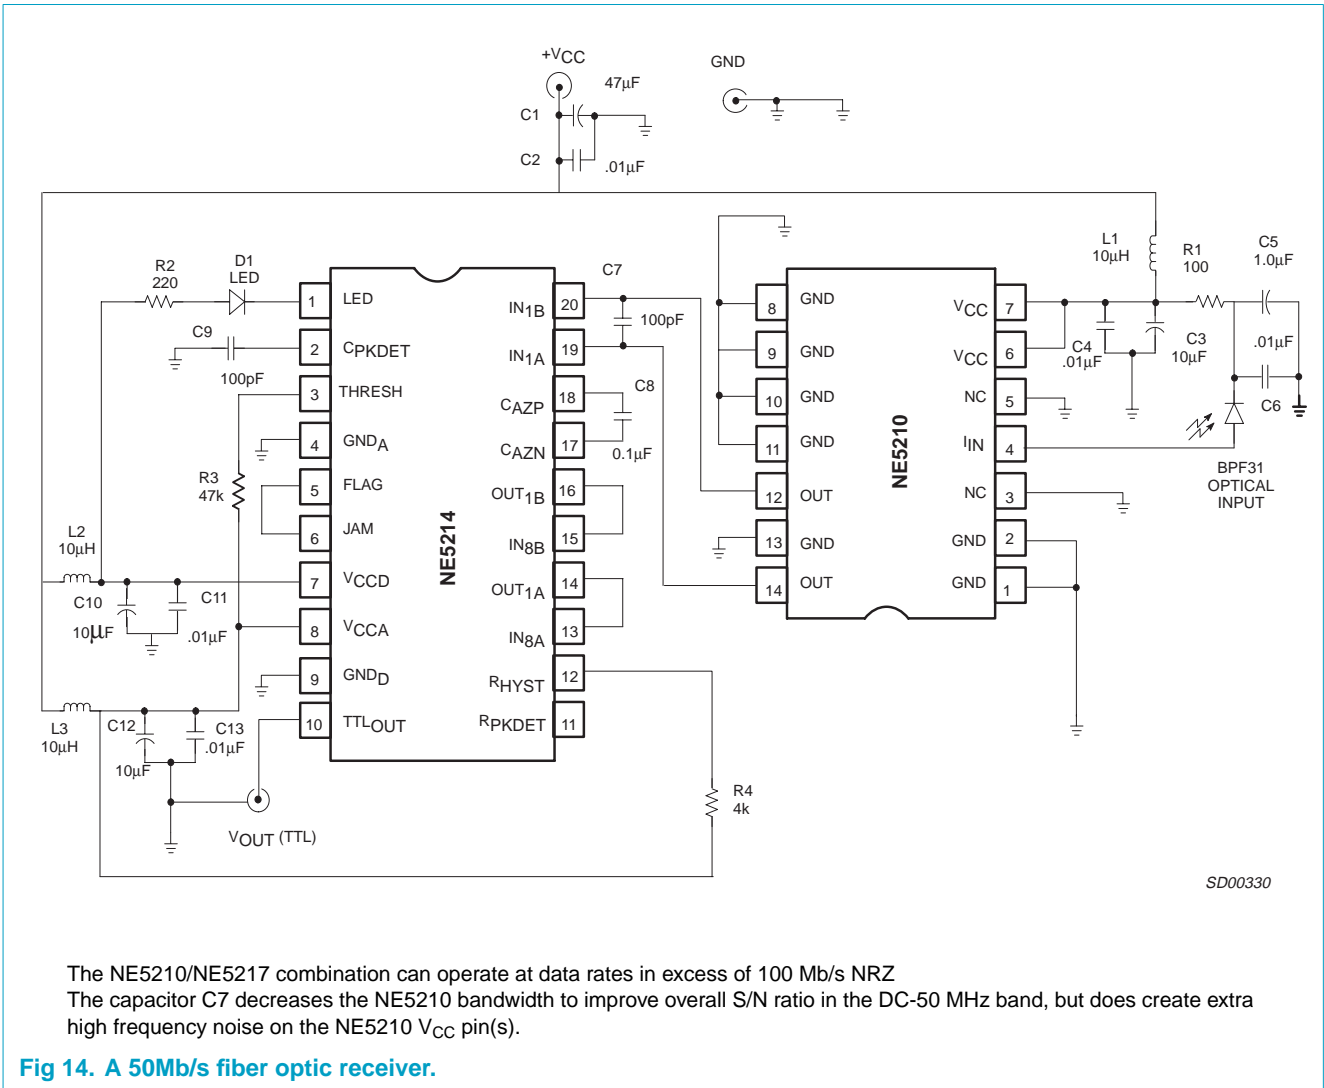 +VCC
47µF
GND
C1
C2
.01µF
L1
10µH
R1
100
C5
1.0µF
R2
220
D1
LED
C7
100pF
C9
100pF
C8
0.1µF
C4
.01µF
C3
10µF
.01µF
C6
BPF31
OPTICAL
INPUT
R3
47k
L2
10µH
C10
10µF
C11
.01µF
L3
10µH
C12
10µF
C13
.01µF
VOUT (TTL)
R4
4k
NE5214
1 LED
2 CPKDET
3 THRESH
4 GNDA
5 FLAG
6 JAM
7 VCCD
8 VCCA
9 GNDD
10 TTLOUT
IN1B 20
IN1A 19
CAZP 18
CAZN 17
OUT1B 16
IN8B 15
OUT1A 14
IN8A 13
RHYST 12
RPKDET 11
NE5210
8 GND
9 GND
10 GND
11 GND
12 OUT
13 GND
14 OUT
VCC 7
VCC 6
NC 5
IIN 4
NC 3
GND 2
GND 1
SD00330
The NE5210/NE5217 combination can operate at data rates in excess of 100 Mb/s NRZ
The capacitor C7 decreases the NE5210 bandwidth to improve overall S/N ratio in the DC-50 MHz band, but does create extra
high frequency noise on the NE5210 VCC pin(s).
Fig 14. A 50Mb/s fiber optic receiver.